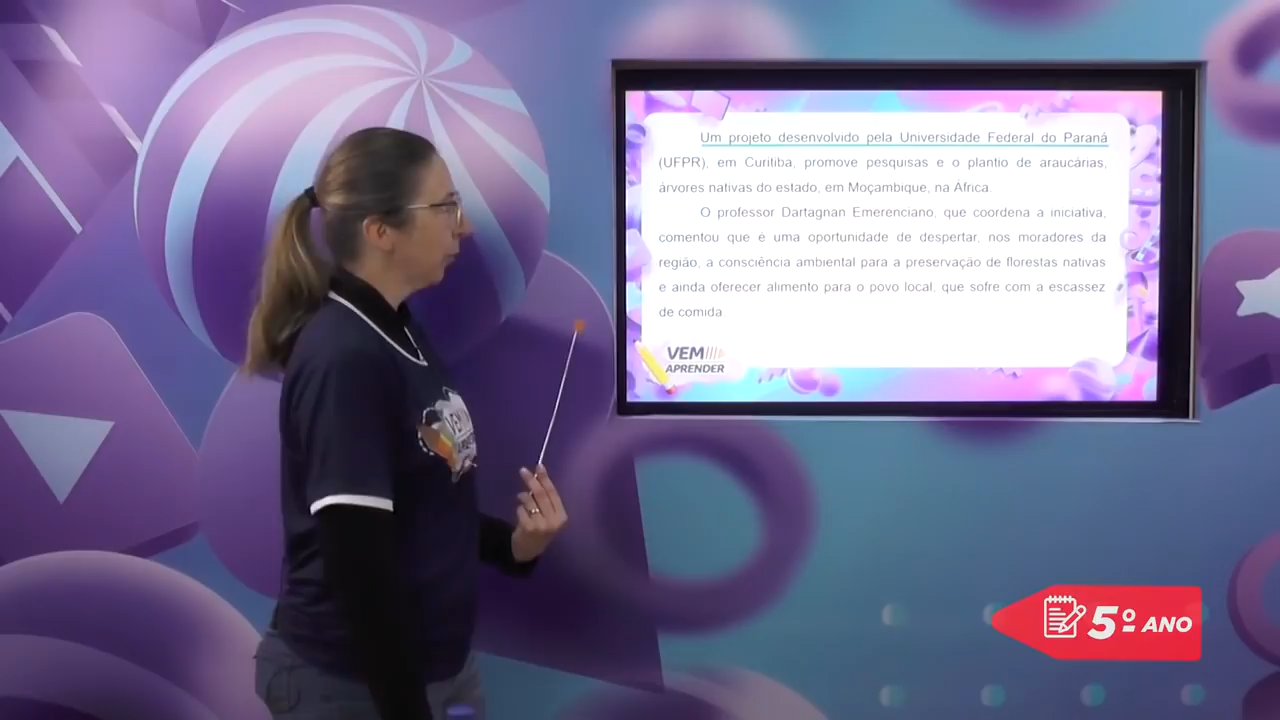 Um projeto desenvolvido pela Universidade Federal do Paraná
(UFPR), em Curitiba, promove pesquisas e o plantio de araucárias,
árvores nativas do estado, em Moçambique, na África.
O professor Dartagnan Emerenciano, que coordena a iniciativa,
comentou que é uma oportunidade de despertar, nos moradores da
região, a consciência ambiental para a preservação de florestas nativas
e ainda oferecer alimento para o povo local, que sofre com a escassez
de comida.
VEM
APRENDER
5º ANO